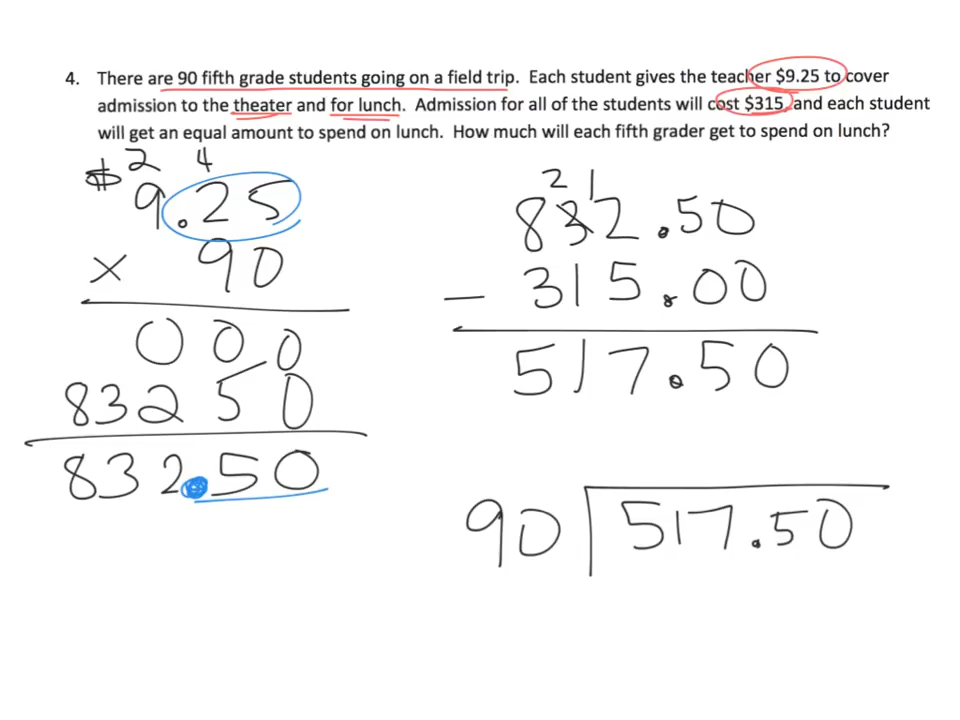 4. There are 90 fifth grade students going on a field trip. Each student gives the teacher $9.25 to cover
admission to the theater and for lunch. Admission for all of the students will cost $315, and each student
will get an equal amount to spend on lunch. How much will each fifth grader get to spend on lunch?
2 4
$ 9.25
x 90
000
83250
832.50
2 1
832.50
- 315.00
517.50
90 517.50